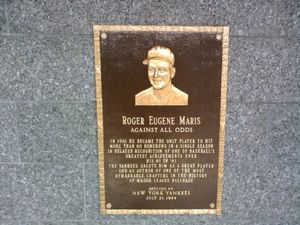 ROGER EUGENE MARIS
AGAINST ALL ODDS
IN 1961 HE BECAME THE ONLY PLAYER TO HIT
MORE THAN 60 HOMERUNS IN A SINGLE SEASON
IN BELATED RECOGNITION OF ONE OF BASEBALL'S
GREATEST ACHIEVEMENTS EVER
HIS 61 IN '61
THE YANKEES SALUTE HIM AS A GREAT PLAYER
AND AS AUTHOR OF ONE OF THE MOST
REMARKABLE CHAPTERS IN THE HISTORY
OF MAJOR LEAGUE BASEBALL
ERECTED BY
NEW YORK YANKEES
JULY 21, 1984